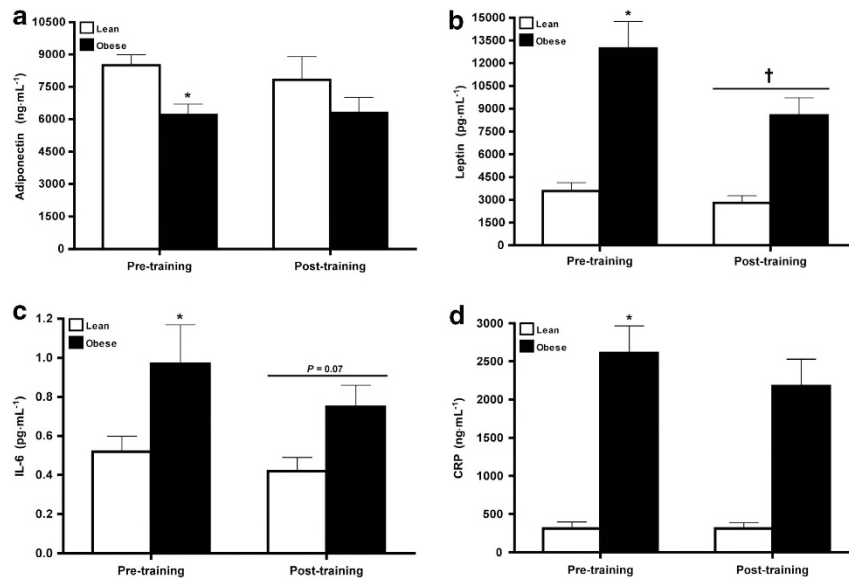 a
Lean
Obese
Adiponectin (ng·mL⁻¹)
10500
9000
7500
6000
4500
3000
1500
0
*
Pre-training
Post-training
b
Lean
Obese
Leptin (pg·mL⁻¹)
15000
13500
12000
10500
9000
7500
6000
4500
3000
1500
0
*
†
Pre-training
Post-training
c
Lean
Obese
IL-6 (pg·mL⁻¹)
1.2
1.0
0.8
0.6
0.4
0.2
0.0
*
P = 0.07
Pre-training
Post-training
d
Lean
Obese
CRP (ng·mL⁻¹)
3000
2500
2000
1500
1000
500
0
*
Pre-training
Post-training